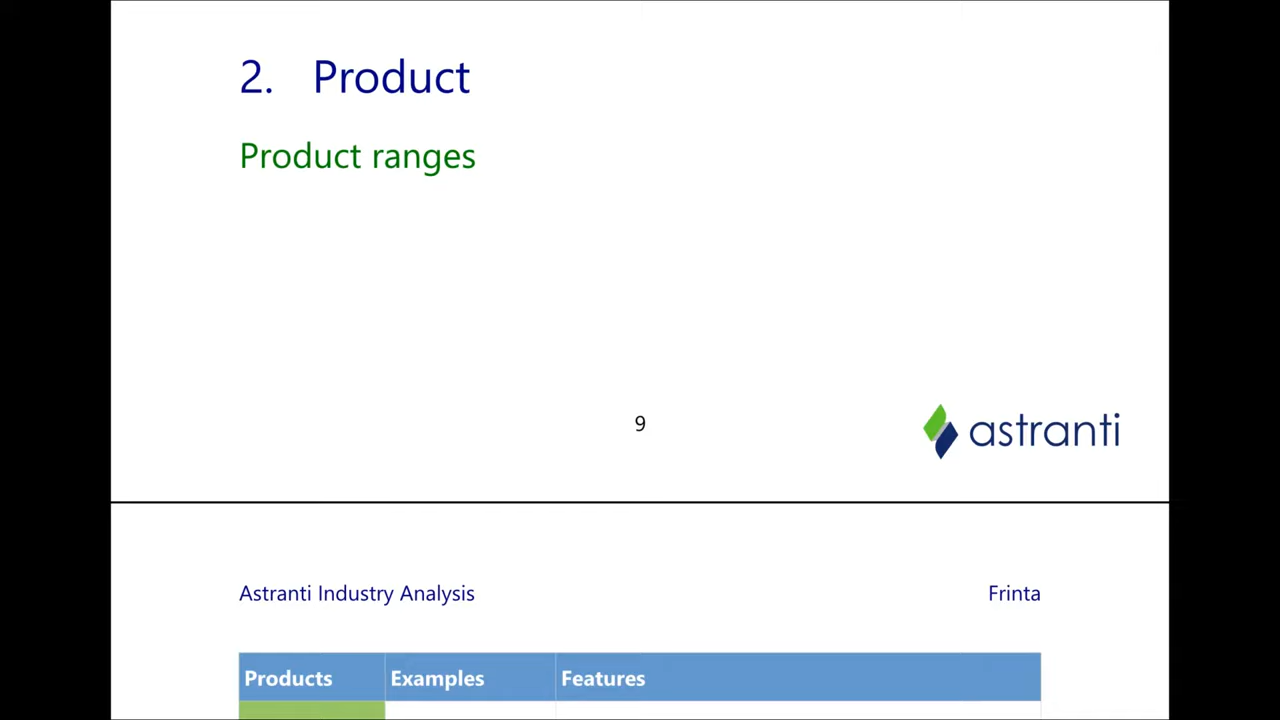 2. Product
Product ranges
9
astranti
Astranti Industry Analysis
Frinta
Products
Examples
Features